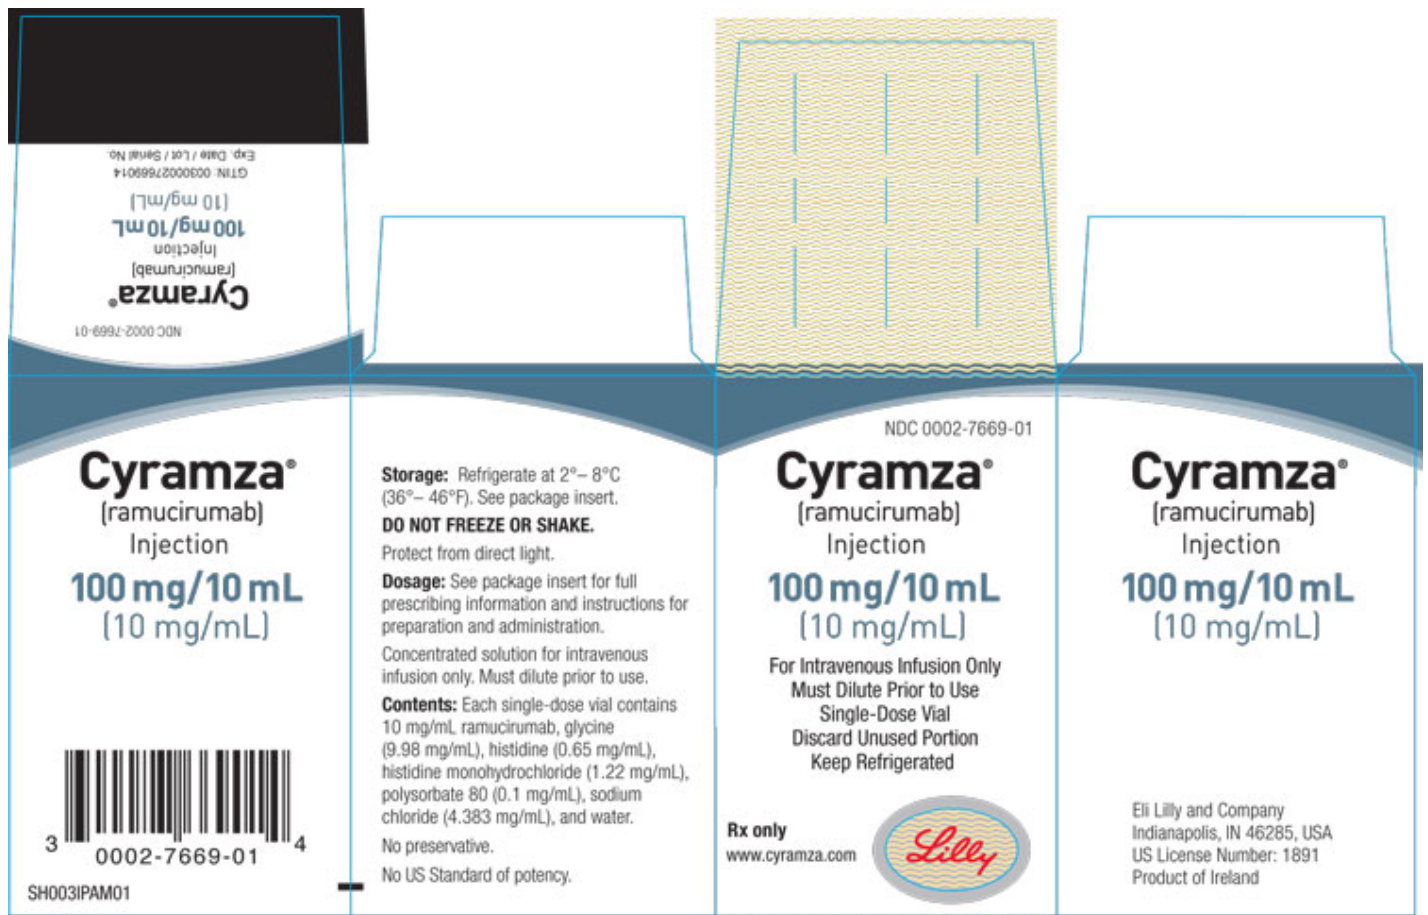 Exp. Date / Lot / Serial No.
GTIN: 00300027669014
(10 mg/mL)
100 mg/10 mL
Injection
(ramucirumab)
Cyramza®
NDC 0002-7669-01
Cyramza®
(ramucirumab)
Injection
100 mg/10 mL
(10 mg/mL)
3 0002-7669-01 4
SH003IPAM01
Storage: Refrigerate at 2°– 8°C
(36°– 46°F). See package insert.
DO NOT FREEZE OR SHAKE.
Protect from direct light.
Dosage: See package insert for full
prescribing information and instructions for
preparation and administration.
Concentrated solution for intravenous
infusion only. Must dilute prior to use.
Contents: Each single-dose vial contains
10 mg/mL ramucirumab, glycine
(9.98 mg/mL), histidine (0.65 mg/mL),
histidine monohydrochloride (1.22 mg/mL),
polysorbate 80 (0.1 mg/mL), sodium
chloride (4.383 mg/mL), and water.
No preservative.
No US Standard of potency.
NDC 0002-7669-01
Cyramza®
(ramucirumab)
Injection
100 mg/10 mL
(10 mg/mL)
For Intravenous Infusion Only
Must Dilute Prior to Use
Single-Dose Vial
Discard Unused Portion
Keep Refrigerated
Rx only
www.cyramza.com
Lilly
Cyramza®
(ramucirumab)
Injection
100 mg/10 mL
(10 mg/mL)
Eli Lilly and Company
Indianapolis, IN 46285, USA
US License Number: 1891
Product of Ireland